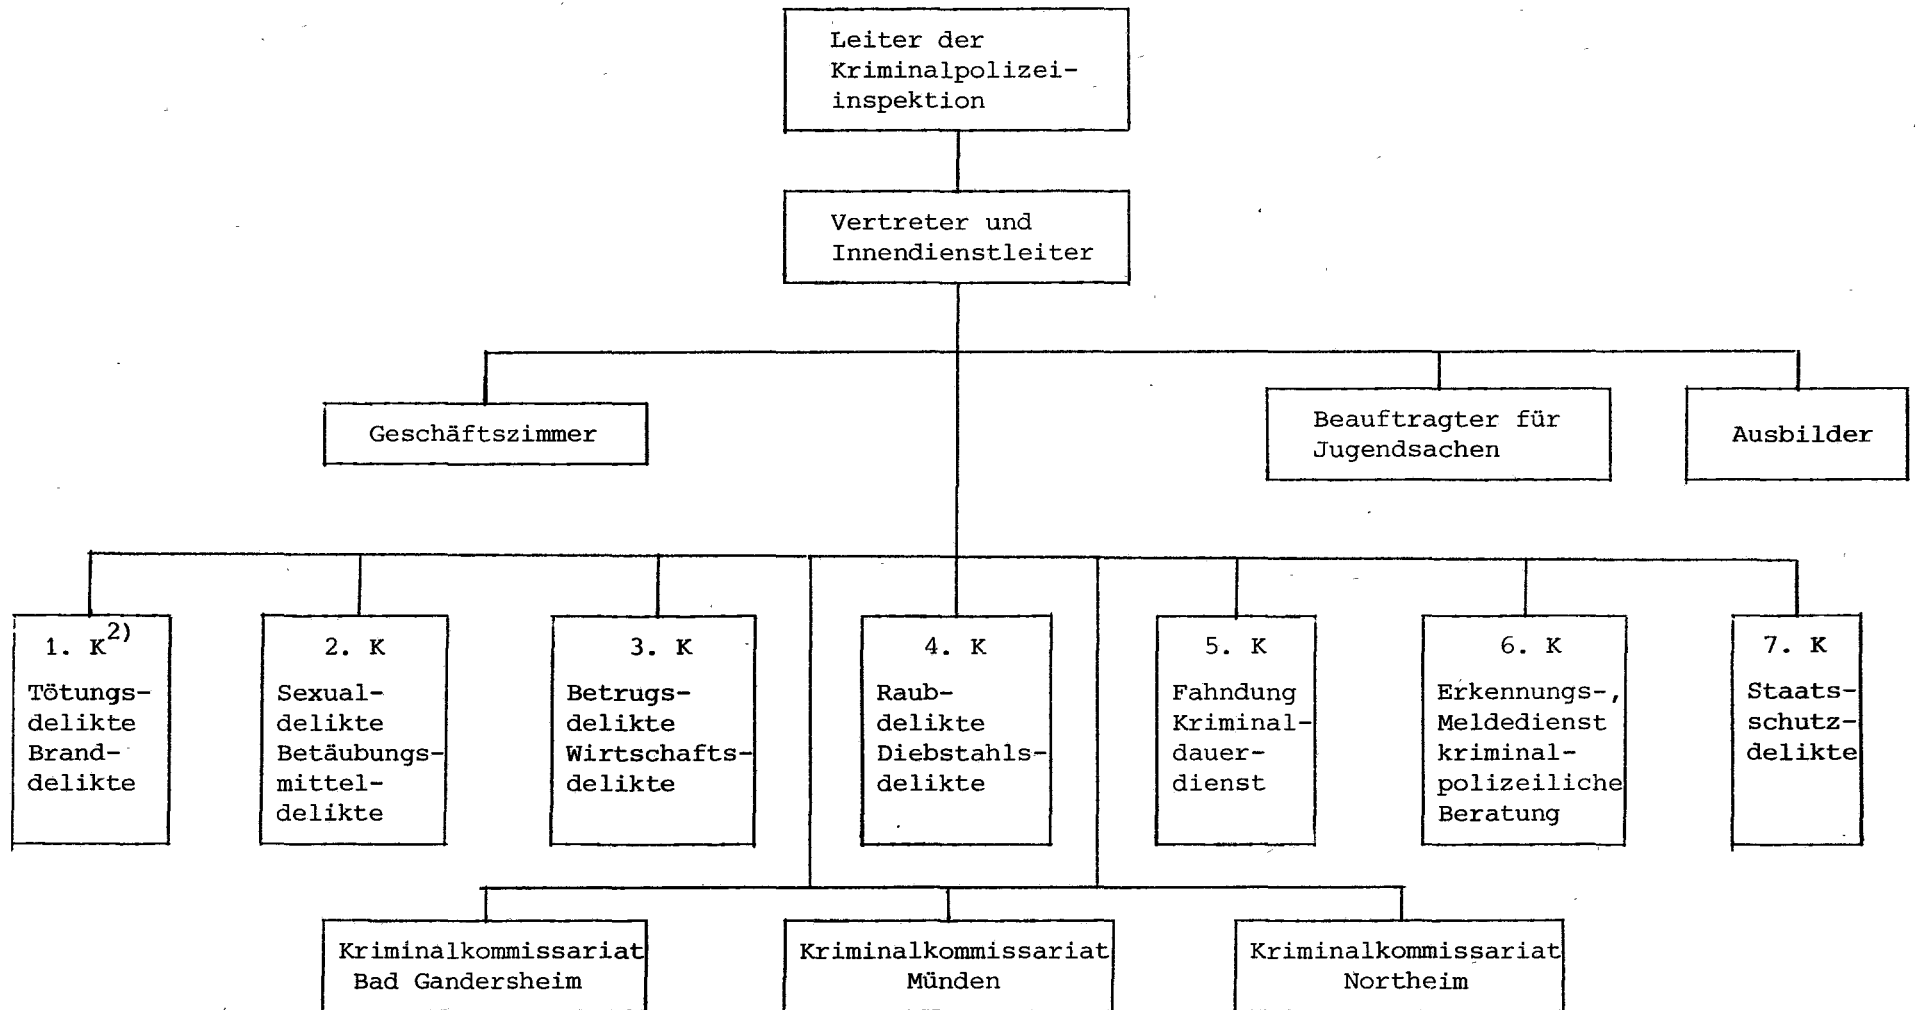 Leiter der
Kriminalpolizei-
inspektion
Vertreter und
Innendienstleiter
Geschäftszimmer
Beauftragter für
Jugendsachen
Ausbilder
1. K2)
Tötungs-
delikte
Brand-
delikte
2. K
Sexual-
delikte
Betäubungs-
mittel-
delikte
3. K
Betrugs-
delikte
Wirtschafts-
delikte
4. K
Raub-
delikte
Diebstahls-
delikte
5. K
Fahndung
Kriminal-
dauer-
dienst
6. K
Erkennungs-,
Meldedienst
kriminal-
polizeiliche
Beratung
7. K
Staats-
schutz-
delikte
Kriminalkommissariat
Bad Gandersheim
Kriminalkommissariat
Münden
Kriminalkommissariat
Northeim